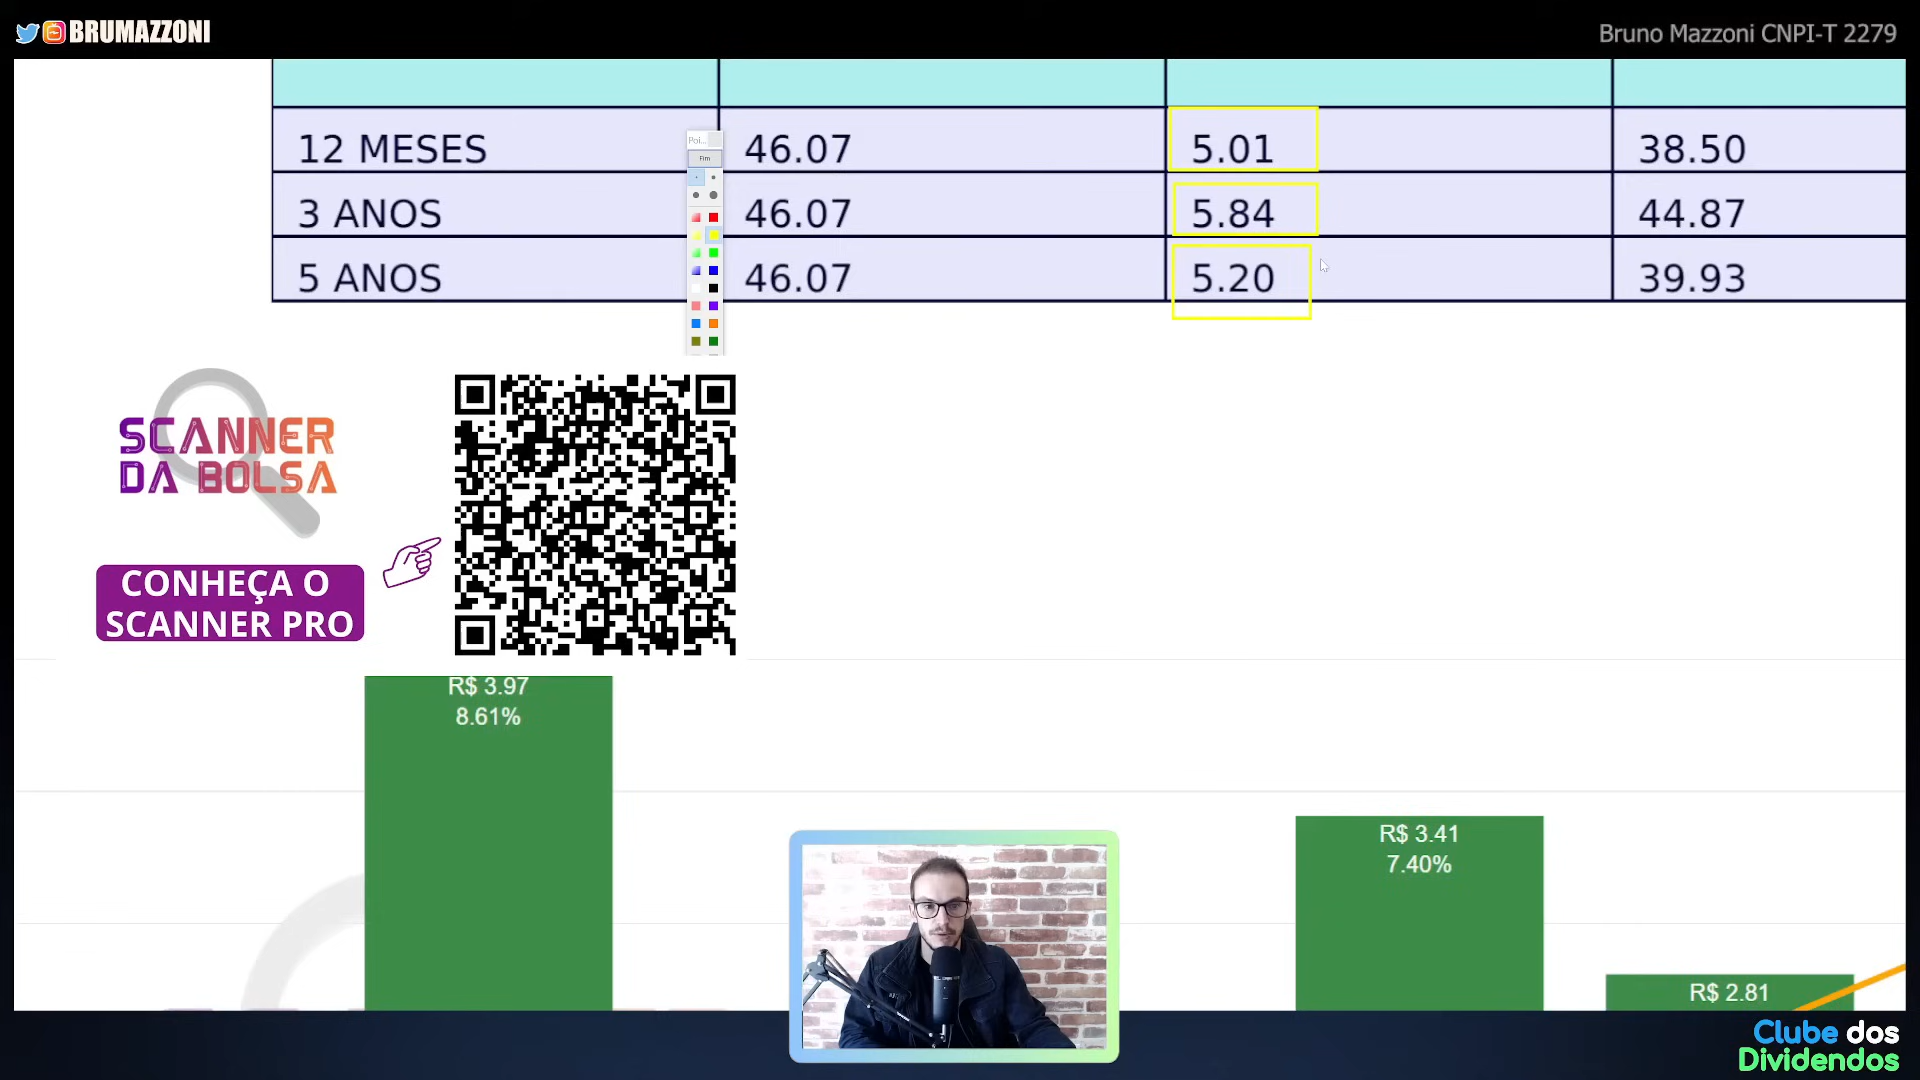 BRUMAZZONI
Bruno Mazzoni CNPI-T 2279
12 MESES 46.07 5.01 38.50
3 ANOS 46.07 5.84 44.87
5 ANOS 46.07 5.20 39.93
Poi...
Fim
SCANNER
DA BOLSA
CONHEÇA O
SCANNER PRO
R$ 3.97
8.61%
R$ 3.41
7.40%
R$ 2.81
Clube dos
Dividendos